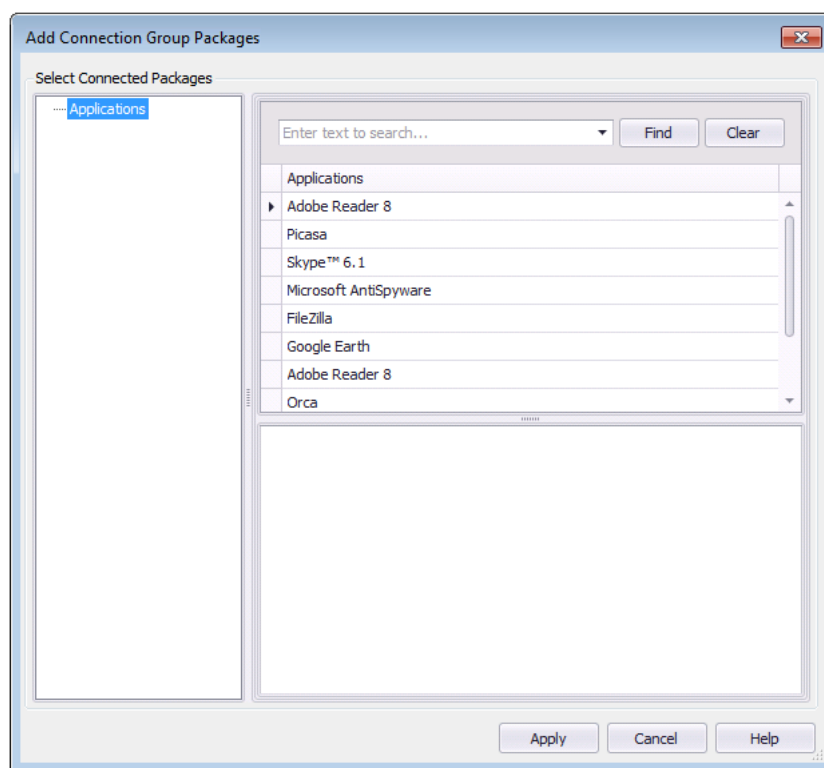 Add Connection Group Packages
Select Connected Packages
Applications
Enter text to search...
Find
Clear
Applications
Adobe Reader 8
Picasa
Skype™ 6.1
Microsoft AntiSpyware
FileZilla
Google Earth
Adobe Reader 8
Orca
Apply
Cancel
Help